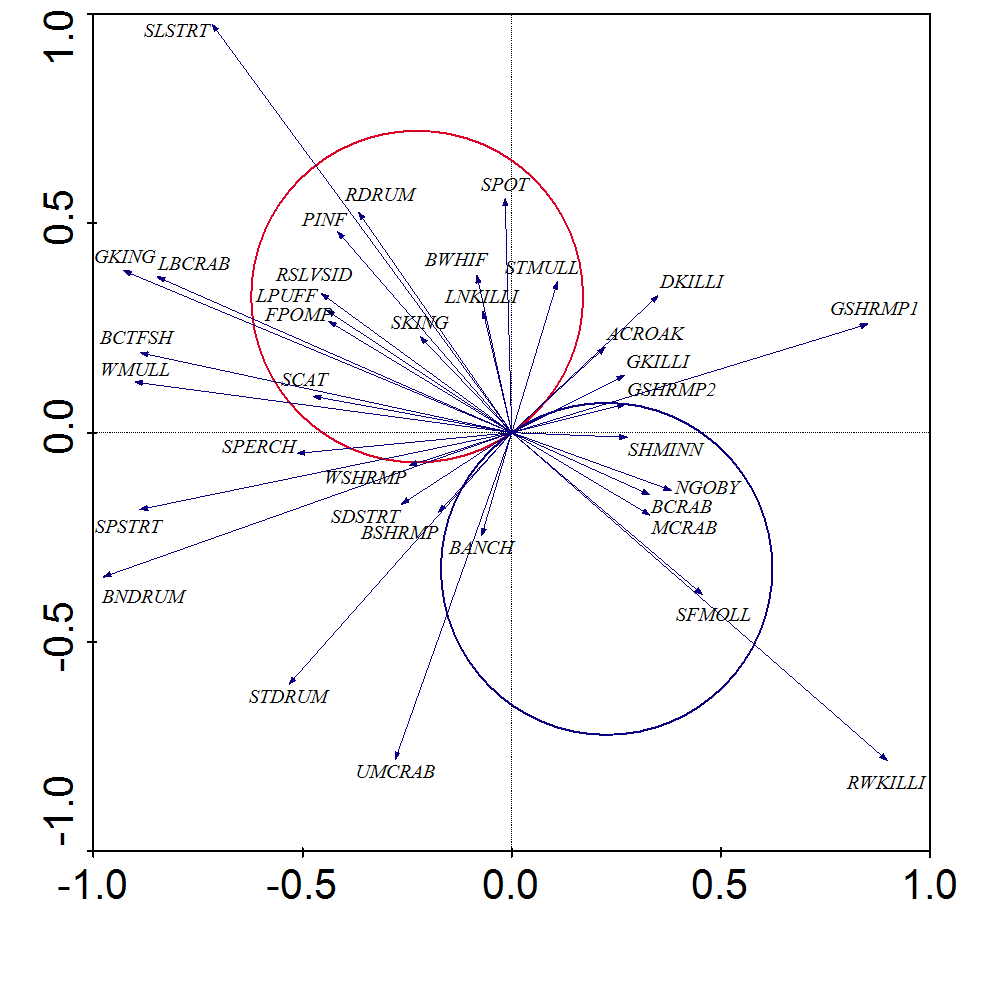 1.0
SLSTRT
SPOT
RDRUM
0.5
PINF
GKING
LBCRAB
BWHIF
STMULL
RSLVSID
DKILLI
LPUFF
LNKILLI
GSHRMP1
FPOMP
SKING
BCTFSH
ACROAK
WMULL
GKILLI
SCAT
GSHRMP2
0.0
SPERCH
SHMINN
WSHRMP
NGOBY
BCRAB
SDSTRT
SPSTRT
MCRAB
BSHRMP
BANCH
BNDRUM
SFMOLL
-0.5
STDRUM
UMCRAB
RWKILLI
-1.0
-1.0 -0.5 0.0 0.5 1.0